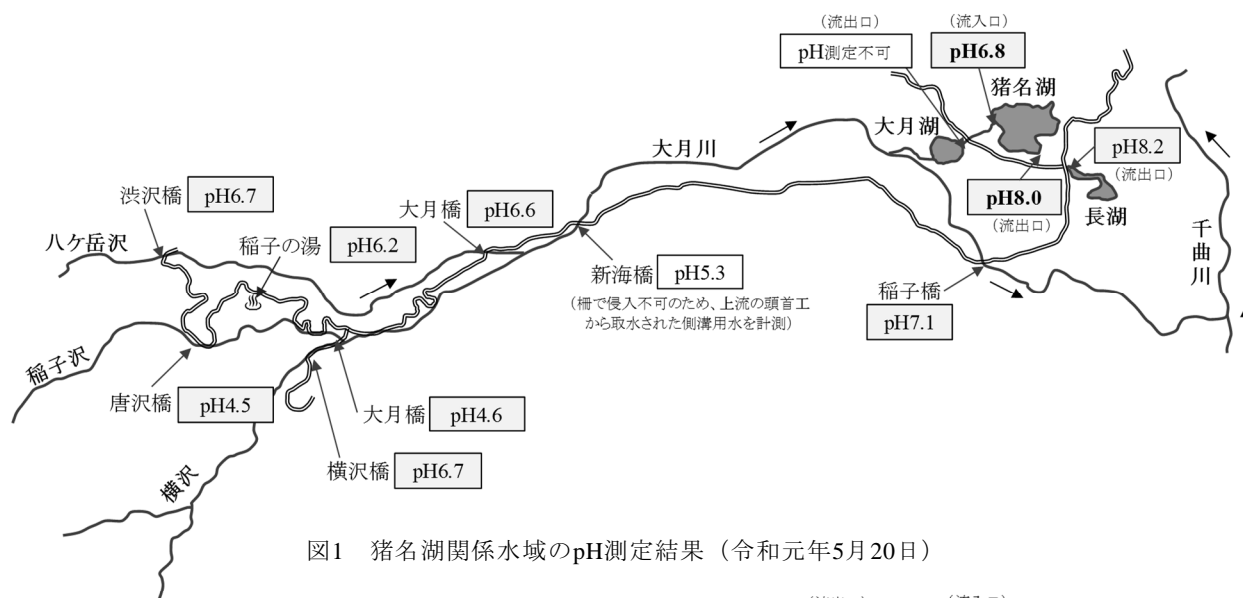 (流出口)
(流入口)
pH測定不可
pH6.8
猪名湖
大月湖
大月川
pH8.2
(流出口)
渋沢橋
pH6.7
大月橋
pH6.6
pH8.0
(流出口)
長湖
八ケ岳沢
稲子の湯
pH6.2
千曲川
新海橋
pH5.3
(柵で侵入不可のため、上流の頭首工
から取水された側溝用水を計測)
稲子橋
pH7.1
稲子沢
唐沢橋
pH4.5
大月橋
pH4.6
横沢橋
pH6.7
横沢
図1 猪名湖関係水域のpH測定結果（令和元年5月20日）